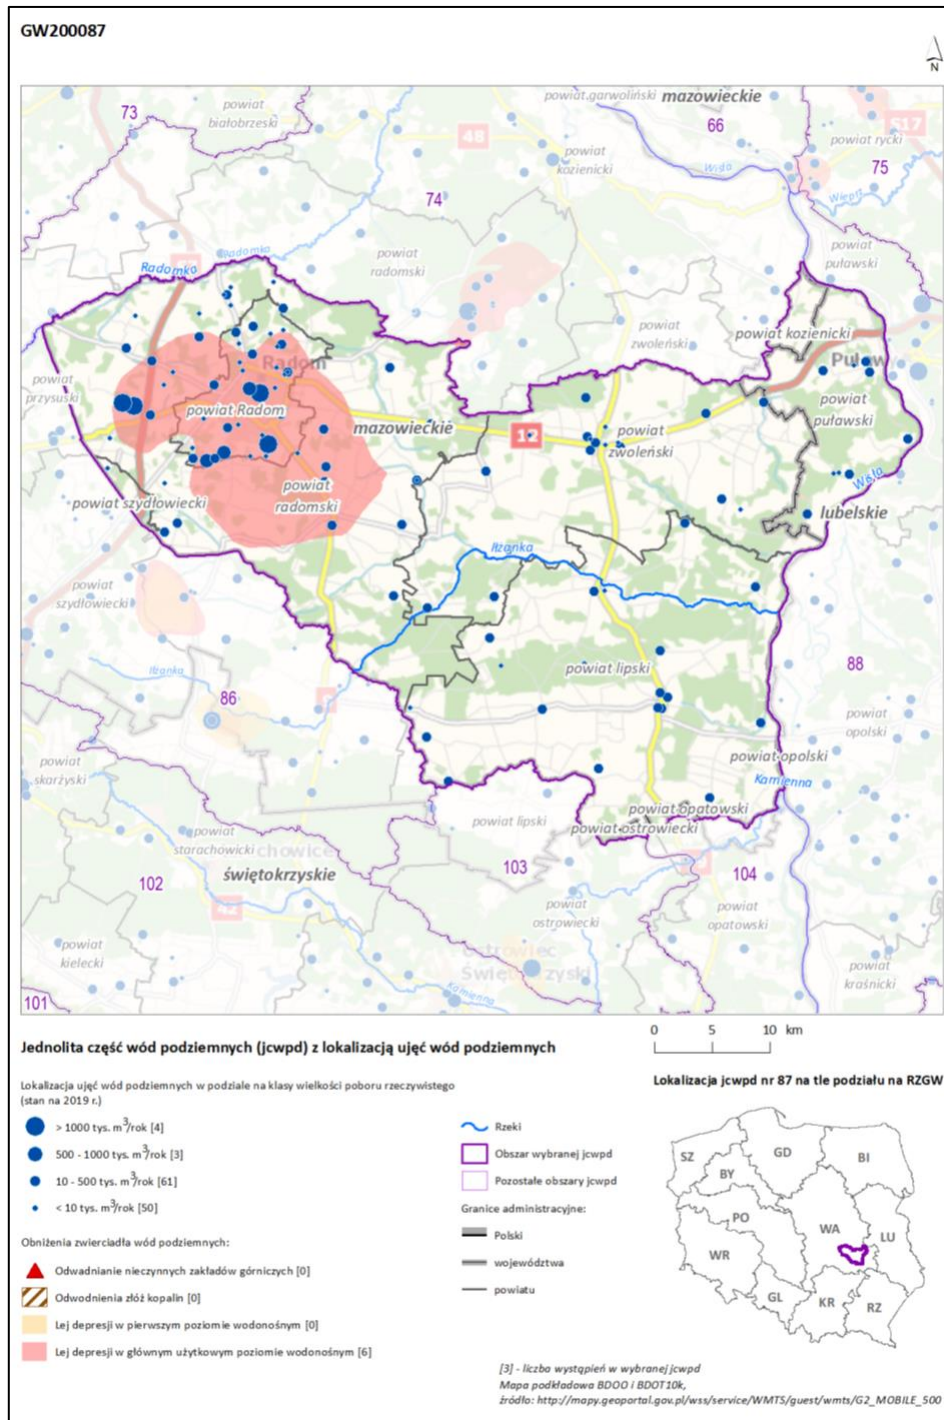 GW200087
N
73
powiat
białobrzeski
powiat garwoliński
mazowieckie
66
S17
powiat rycki
75
48
powiat
kozienicki
Wisła
Wieprz
74
powiat
puławski
Radomka
Radomka
powiat
radomski
powiat
zwoleński
powiat kozienicki
Radom
powiat
przysuski
powiat Radom
powiat
puławski
mazowieckie
12
powiat
zwoleński
powiat
radomski
powiat szydłowiecki
Wisła
lubelskie
Iłżanka
powiat
szydłowiecki
Iłżanka
86
powiat lipski
88
powiat
opolski
powiat
skarżyski
powiat opolski
Kamienna
powiat opatowski
powiat lipski
powiat ostrowiecki
powiat
starachowicki
103
104
102
świętokrzyskie
42
powiat
ostrowiecki
powiat
opatowski
powiat
kielecki
powiat
kraśnicki
Kamienna
101
0 5 10 km
Jednolita część wód podziemnych (jcwpd) z lokalizacją ujęć wód podziemnych
Lokalizacja ujęć wód podziemnych w podziale na klasy wielkości poboru rzeczywistego
(stan na 2019 r.)
> 1000 tys. m³/rok [4]
500 - 1000 tys. m³/rok [3]
10 - 500 tys. m³/rok [61]
< 10 tys. m³/rok [50]
Obniżenia zwierciadła wód podziemnych:
Odwadnianie nieczynnych zakładów górniczych [0]
Odwodnienia złóż kopalin [0]
Lej depresji w pierwszym poziomie wodonośnym [0]
Lej depresji w głównym użytkowym poziomie wodonośnym [6]
Rzeki
Obszar wybranej jcwpd
Pozostałe obszary jcwpd
Granice administracyjne:
Polski
województwa
powiatu
Lokalizacja jcwpd nr 87 na tle podziału na RZGW
SZ
GD
BI
BY
PO
WA
LU
WR
GL
KR
RZ
[3] - liczba wystąpień w wybranej jcwpd
Mapa podkładowa BDOO i BDOT10k,
źródło: http://mapy.geoportal.gov.pl/wss/service/WMTS/guest/wmts/G2_MOBILE_500